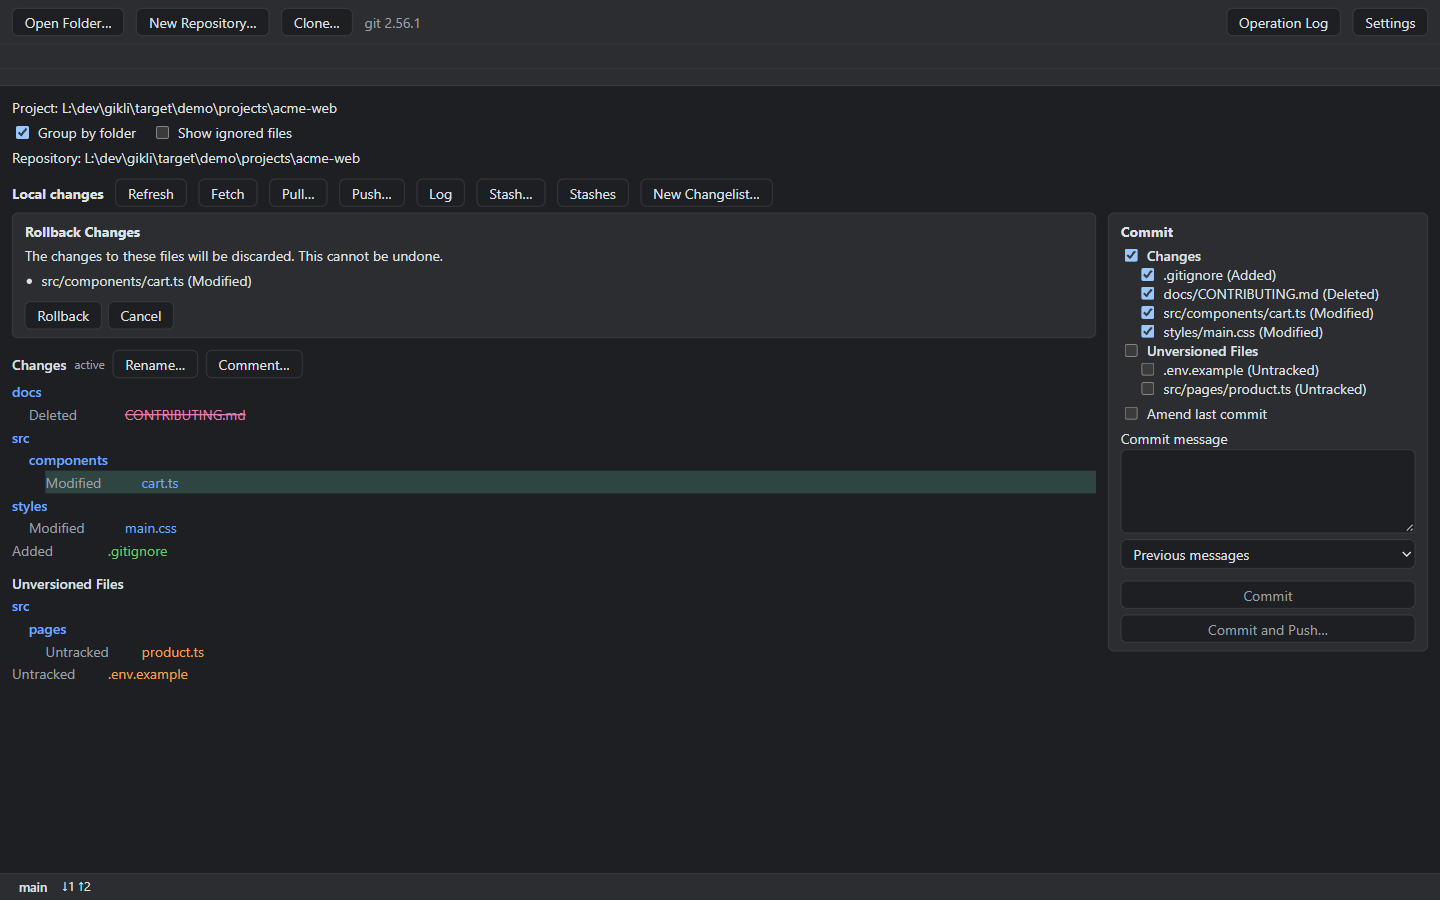 Open Folder... New Repository... Clone... git 2.56.1 Operation Log Settings
Project: L:\dev\gikli\target\demo\projects\acme-web
Group by folder Show ignored files
Repository: L:\dev\gikli\target\demo\projects\acme-web
Local changes Refresh Fetch Pull... Push... Log Stash... Stashes New Changelist...
Rollback Changes
The changes to these files will be discarded. This cannot be undone.
• src/components/cart.ts (Modified)
Rollback Cancel
Changes active Rename... Comment...
docs
Deleted CONTRIBUTING.md
src
components
Modified cart.ts
styles
Modified main.css
Added .gitignore
Unversioned Files
src
pages
Untracked product.ts
Untracked .env.example
Commit
Changes
.gitignore (Added)
docs/CONTRIBUTING.md (Deleted)
src/components/cart.ts (Modified)
styles/main.css (Modified)
Unversioned Files
.env.example (Untracked)
src/pages/product.ts (Untracked)
Amend last commit
Commit message
Previous messages
Commit
Commit and Push...
main ↓1 ↑2